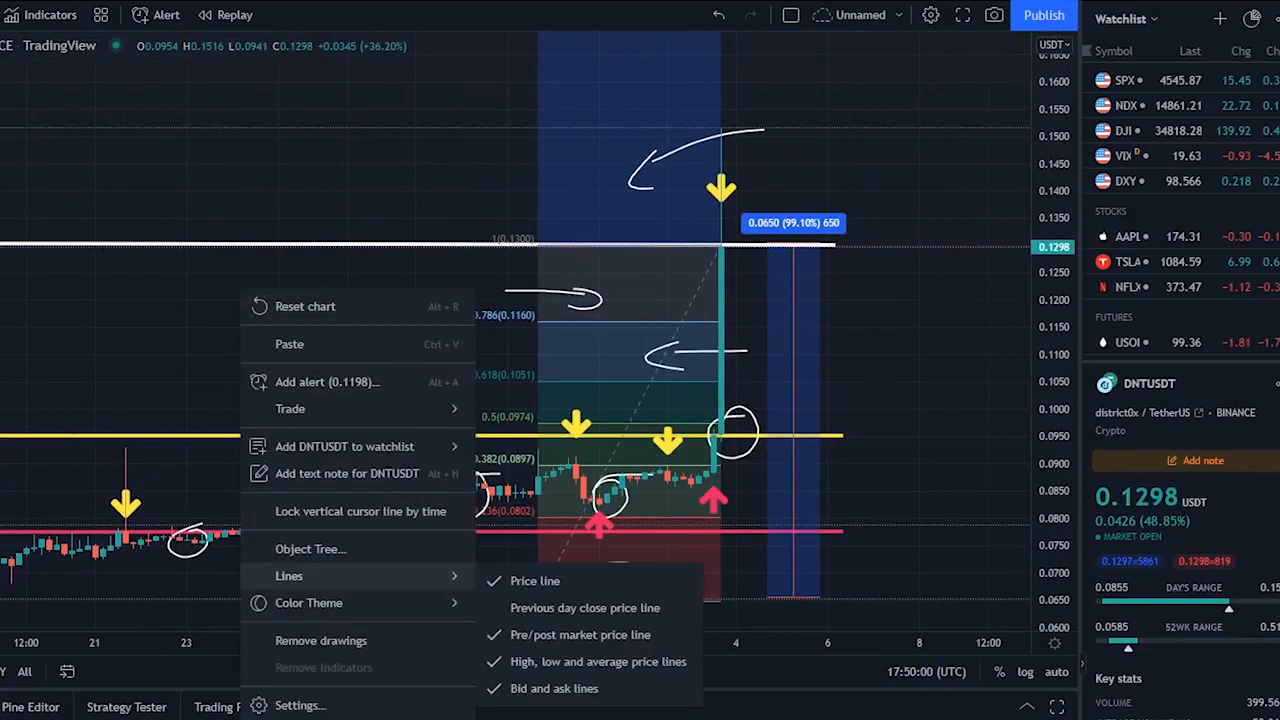 Indicators Alert Replay Unnamed Publish Watchlist
CE · TradingView O0.0954 H0.1516 L0.0941 C0.1298 +0.0345 (+36.20%) USDT
Symbol Last Chg
SPX 4545.87 15.45
NDX 14861.21 22.72
DJI 34818.28 139.92
VIX D 19.63 −0.93
DXY 98.566 0.218
STOCKS
AAPL 174.31 −0.30
TSLA 1084.59 6.99
NFLX 373.47 −1.12
FUTURES
USOI 99.36 −1.81
DNTUSDT
district0x / TetherUS · BINANCE
Crypto
Add note
0.1298 USDT
0.0426 (48.85%)
MARKET OPEN
0.1297×5861 0.1298×819
0.0855 DAY'S RANGE
0.0585 52WK RANGE
Key stats
VOLUME 399.56
0.1600
0.1550
0.1500
0.1450
0.1400
0.1350
0.1298
0.1250
0.1200
0.1150
0.1100
0.1050
0.1000
0.0950
0.0900
0.0850
0.0800
0.0750
0.0700
0.0650
0.0600
0.0650 (99.10%) 650
1(0.1300)
0.786(0.1160)
0.618(0.1051)
0.5(0.0974)
0.382(0.0897)
236(0.0802)
Reset chart Alt + R
Paste Ctrl + V
Add alert (0.1198)... Alt + A
Trade
Add DNTUSDT to watchlist
Add text note for DNTUSDT Alt + N
Lock vertical cursor line by time
Object Tree...
Lines
Color Theme
Remove drawings
Remove Indicators
Settings...
Price line
Previous day close price line
Pre/post market price line
High, low and average price lines
Bid and ask lines
12:00 21 23 4 6 8 12:00
Y All 17:50:00 (UTC) % log auto
Pine Editor Strategy Tester Trading